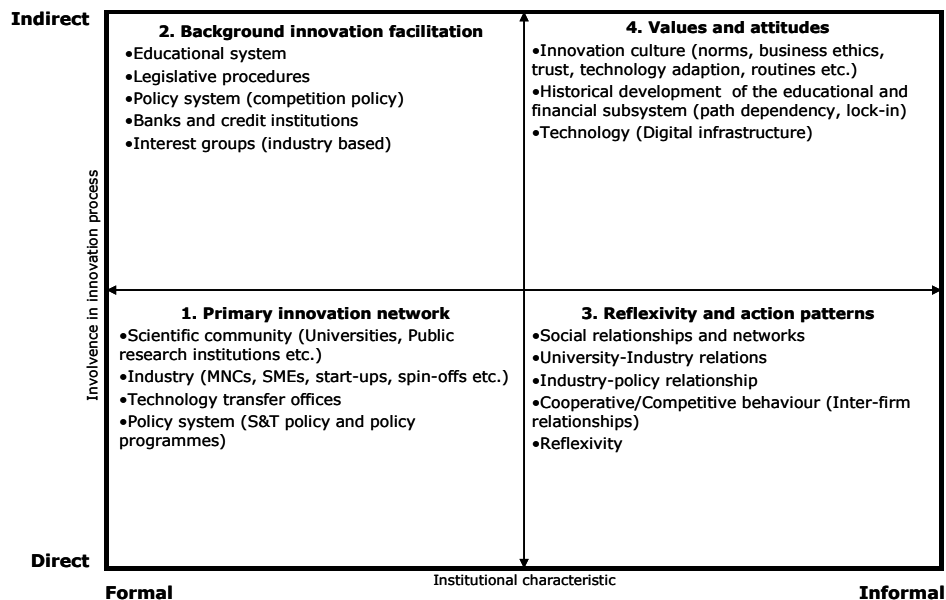 Indirect
2. Background innovation facilitation
•Educational system
•Legislative procedures
•Policy system (competition policy)
•Banks and credit institutions
•Interest groups (industry based)
4. Values and attitudes
•Innovation culture (norms, business ethics,
trust, technology adaption, routines etc.)
•Historical development of the educational and
financial subsystem (path dependency, lock-in)
•Technology (Digital infrastructure)
Involvence in innovation process
1. Primary innovation network
•Scientific community (Universities, Public
research institutions etc.)
•Industry (MNCs, SMEs, start-ups, spin-offs etc.)
•Technology transfer offices
•Policy system (S&T policy and policy
programmes)
3. Reflexivity and action patterns
•Social relationships and networks
•University-Industry relations
•Industry-policy relationship
•Cooperative/Competitive behaviour (Inter-firm
relationships)
•Reflexivity
Direct
Formal
Institutional characteristic
Informal